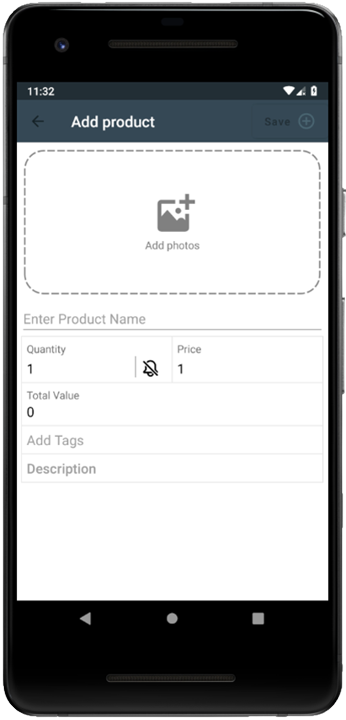 11:32
Add product
Save
Add photos
Enter Product Name
Quantity
Price
1
1
Total Value
0
Add Tags
Description